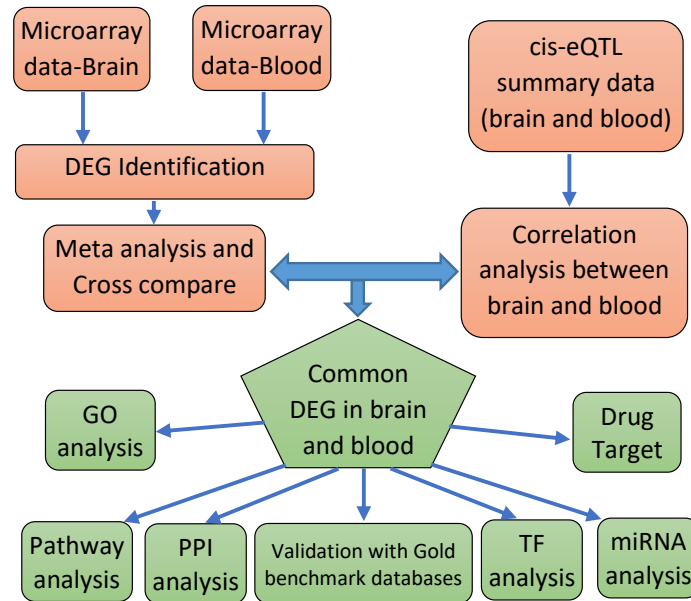 Microarray
data-Brain
Microarray
data-Blood
cis-eQTL
summary data
(brain and blood)
DEG Identification
Meta analysis and
Cross compare
Correlation
analysis between
brain and blood
Common
DEG in brain
and blood
GO
analysis
Drug
Target
Pathway
analysis
PPI
analysis
Validation with Gold
benchmark databases
TF
analysis
miRNA
analysis